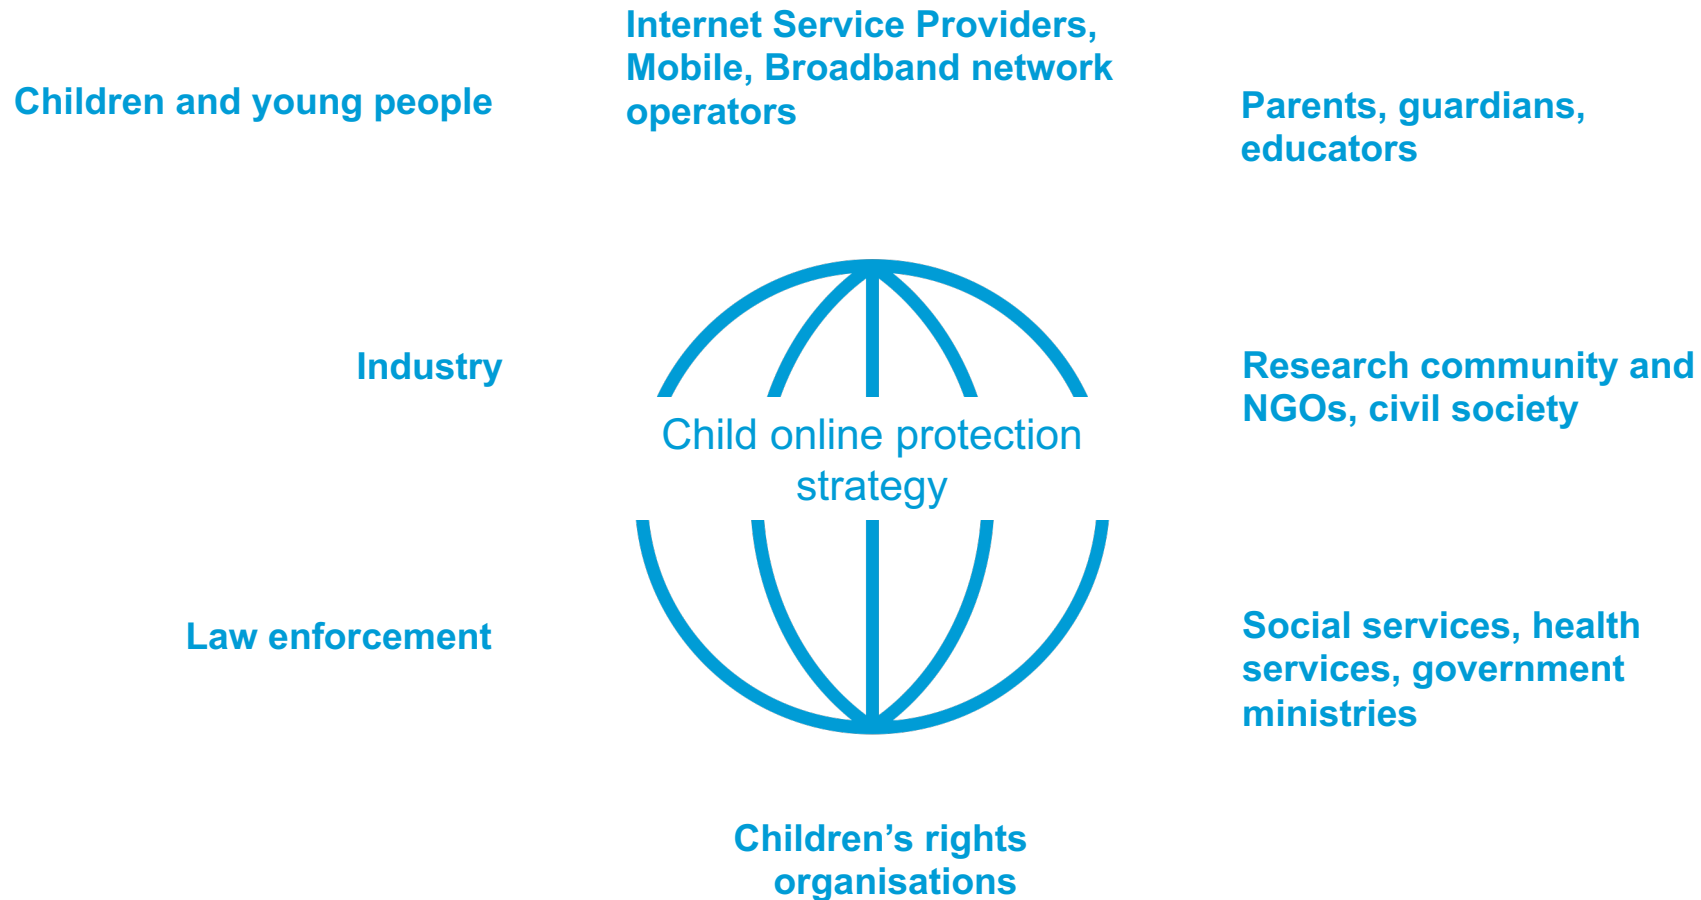 Internet Service Providers,
Mobile, Broadband network
operators
Children and young people
Parents, guardians,
educators
Industry
Research community and
NGOs, civil society
Child online protection
strategy
Law enforcement
Social services, health
services, government
ministries
Children’s rights
organisations